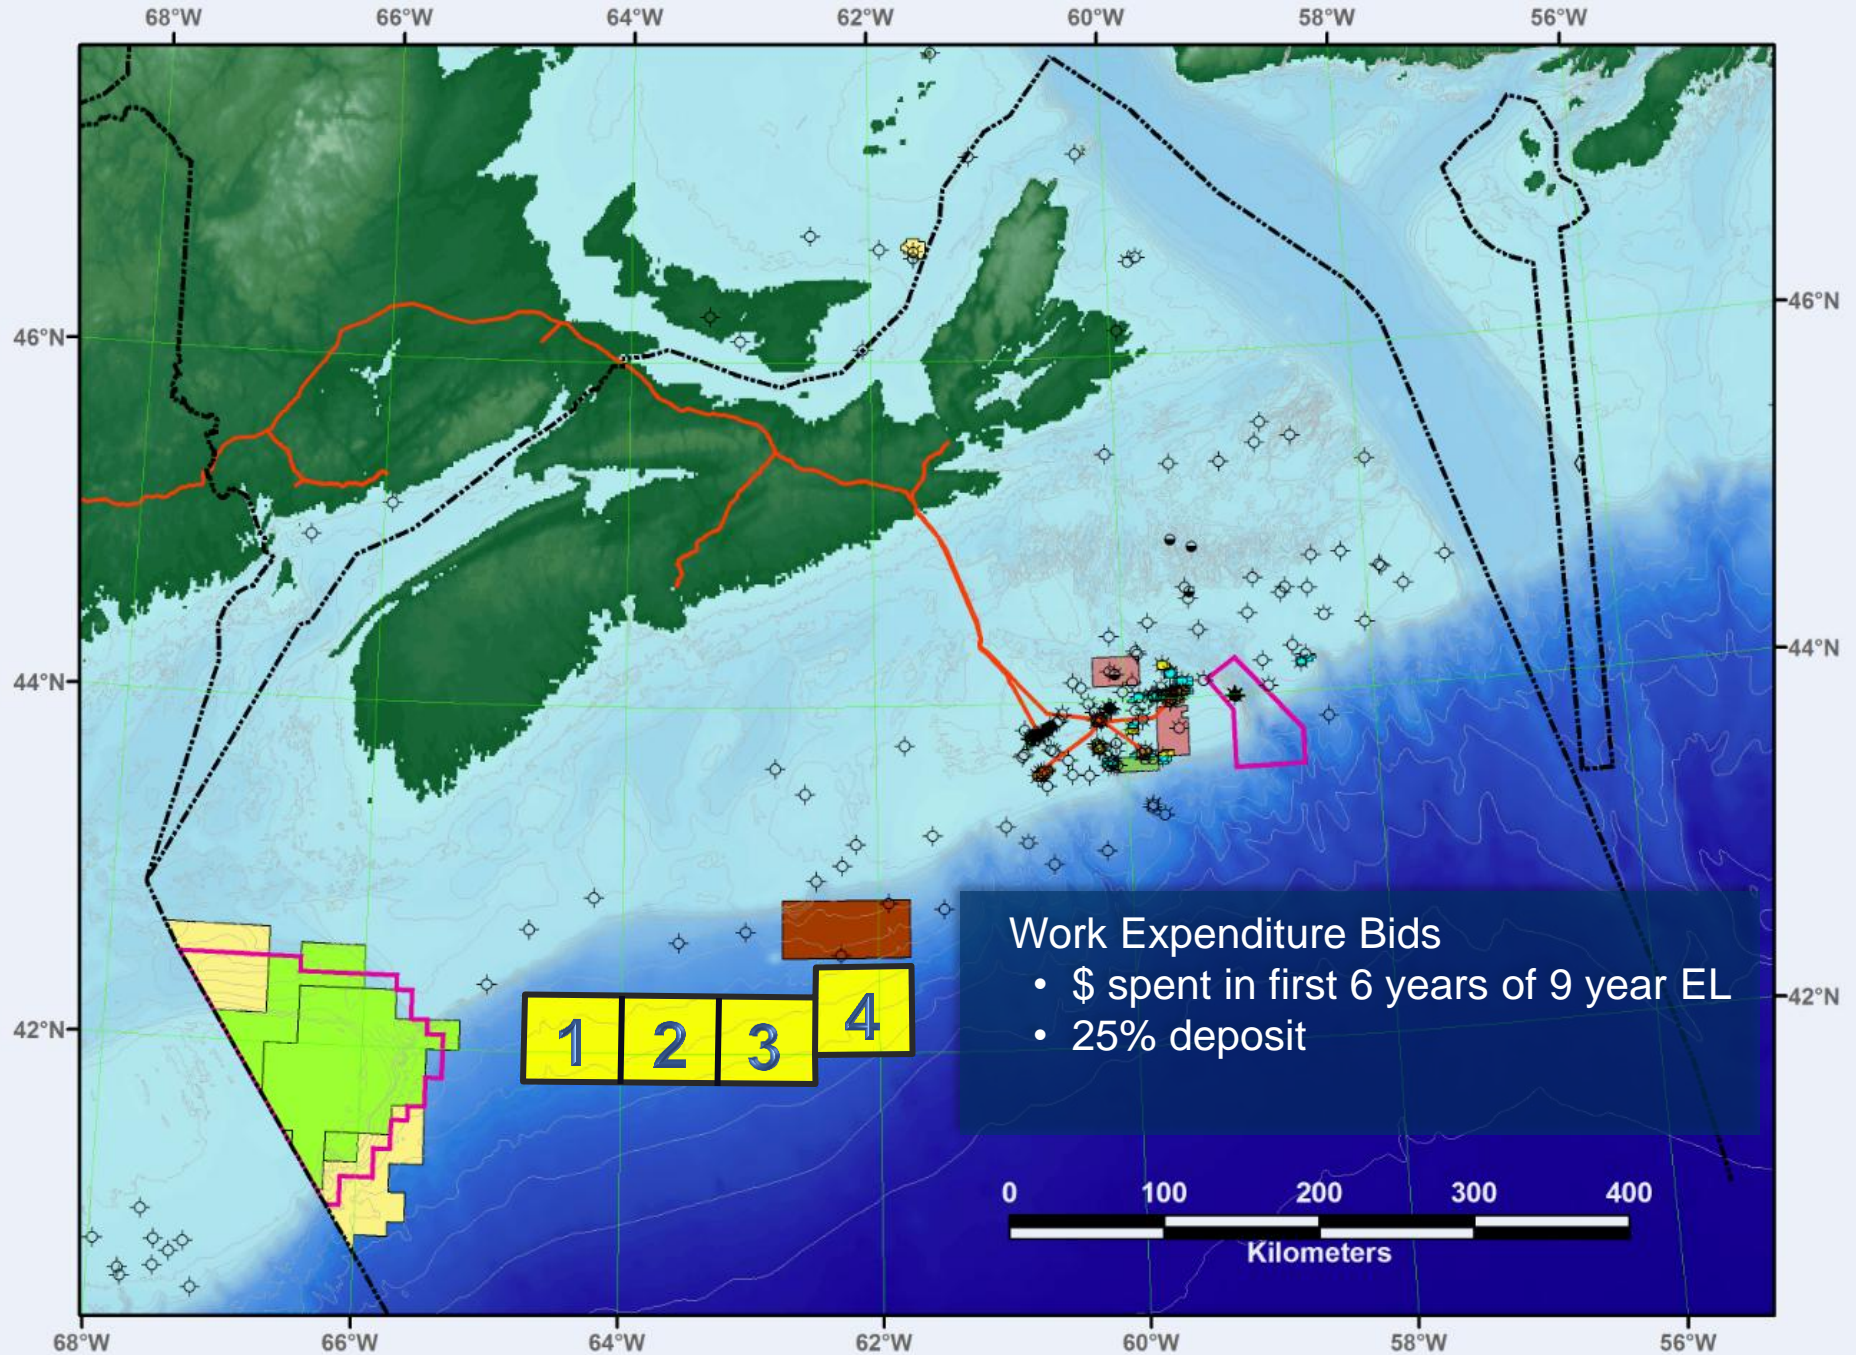 68°W 66°W 64°W 62°W 60°W 58°W 56°W
46°N 46°N
44°N 44°N
42°N 42°N
1 2 3 4
Work Expenditure Bids
• $ spent in first 6 years of 9 year EL
• 25% deposit
0 100 200 300 400
Kilometers
68°W 66°W 64°W 62°W 60°W 58°W 56°W